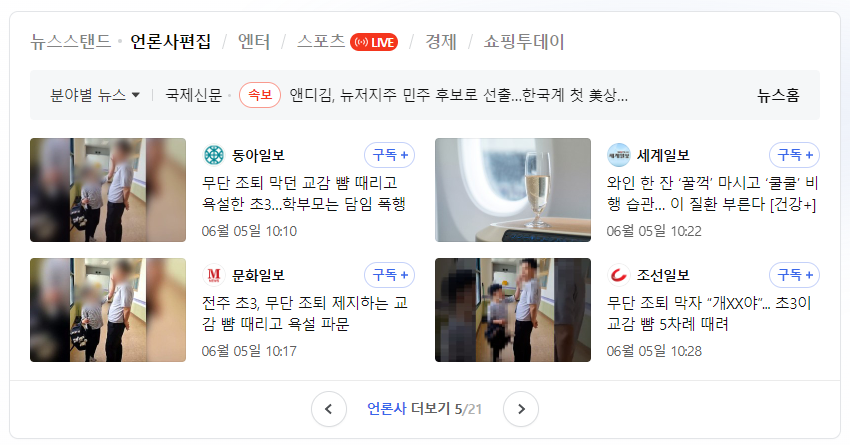 뉴스스탠드 · 언론사편집 / 엔터 / 스포츠 LIVE / 경제 / 쇼핑투데이
분야별 뉴스 국제신문 · 속보 앤디김, 뉴저지주 민주 후보로 선출...한국계 첫 美상... 뉴스홈
동아일보 구독 +
무단 조퇴 막던 교감 뺨 때리고
욕설한 초3...학부모는 담임 폭행
06월 05일 10:10
세계일보 구독 +
와인 한 잔 ‘꿀꺽’ 마시고 ‘쿨쿨’ 비
행 습관... 이 질환 부른다 [건강+]
06월 05일 10:22
문화일보 구독 +
전주 초3, 무단 조퇴 제지하는 교
감 뺨 때리고 욕설 파문
06월 05일 10:17
조선일보 구독 +
무단 조퇴 막자 “개XX야”... 초3이
교감 뺨 5차례 때려
06월 05일 10:28
언론사 더보기 5/21